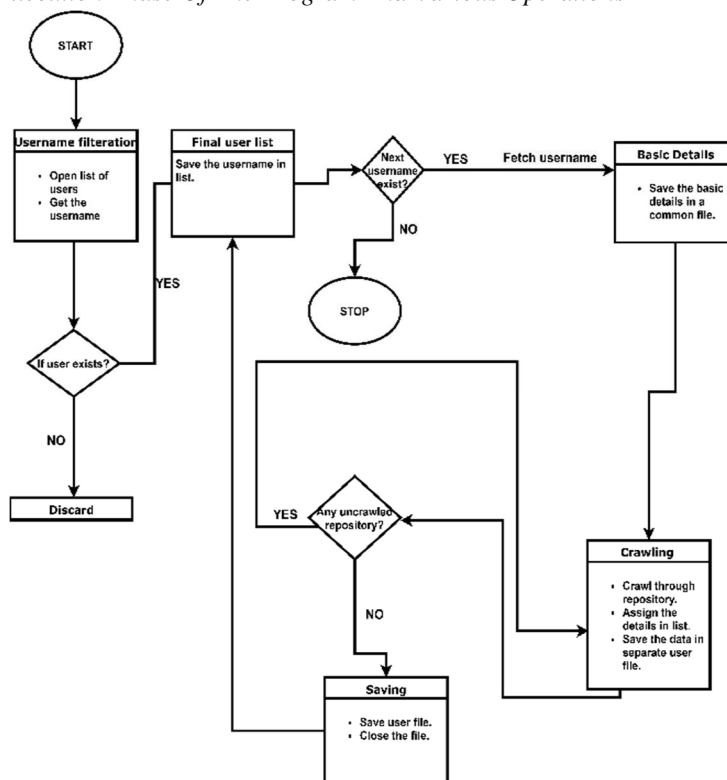 START
Username filteration
• Open list of
users
• Get the
username
Final user list
Save the username in
list.
Next
username
exist?
YES
Fetch username
Basic Details
• Save the basic
details in a
common file.
NO
STOP
YES
If user exists?
NO
Discard
Any uncrawled
repository?
YES
NO
Crawling
• Crawl through
repository.
• Assign the
details in list.
• Save the data in
separate user
file.
Saving
• Save user file.
• Close the file.